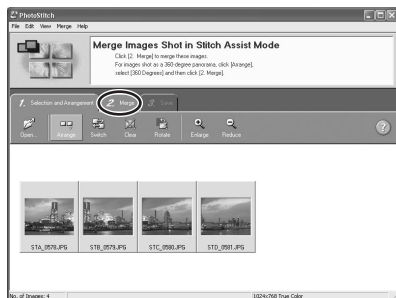 PhotoStitch
File Edit View Merge Help
Merge Images Shot in Stitch Assist Mode
Click [2. Merge] to merge these images.
For images shot as a 360 degree panorama, click [Arrange],
select [360 Degrees] and then click [2. Merge].
1. Selection and Arrangement 2. Merge 3. Save
Open... Arrange Switch Clear Rotate Enlarge Reduce
?
STA_0578.JPG STB_0579.JPG STC_0580.JPG STD_0581.JPG
No. of Images: 4 1024x768 True Color